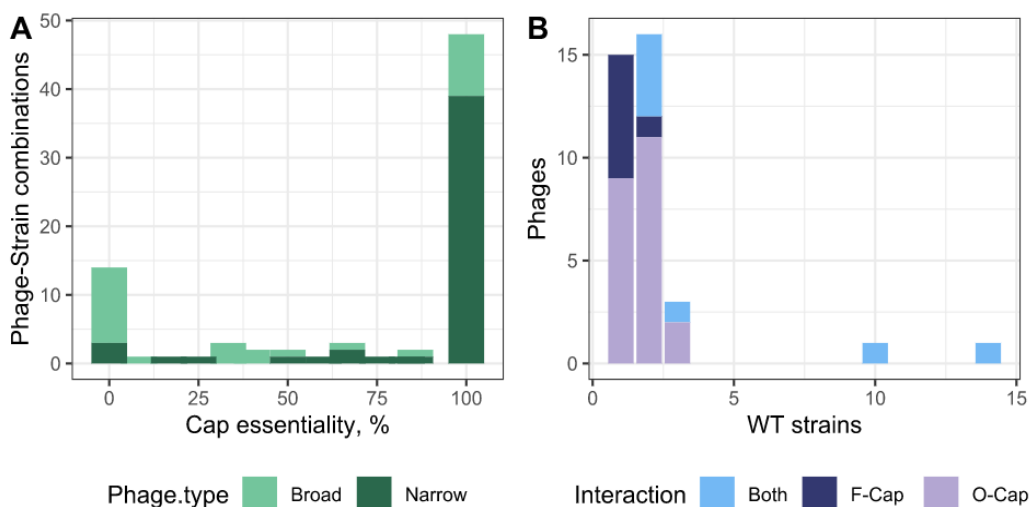 A
Phage-Strain combinations
50
40
30
20
10
0
0 25 50 75 100
Cap essentiality, %
Phage.type Broad Narrow
B
Phages
15
10
5
0
0 5 10 15
WT strains
Interaction Both F-Cap O-Cap